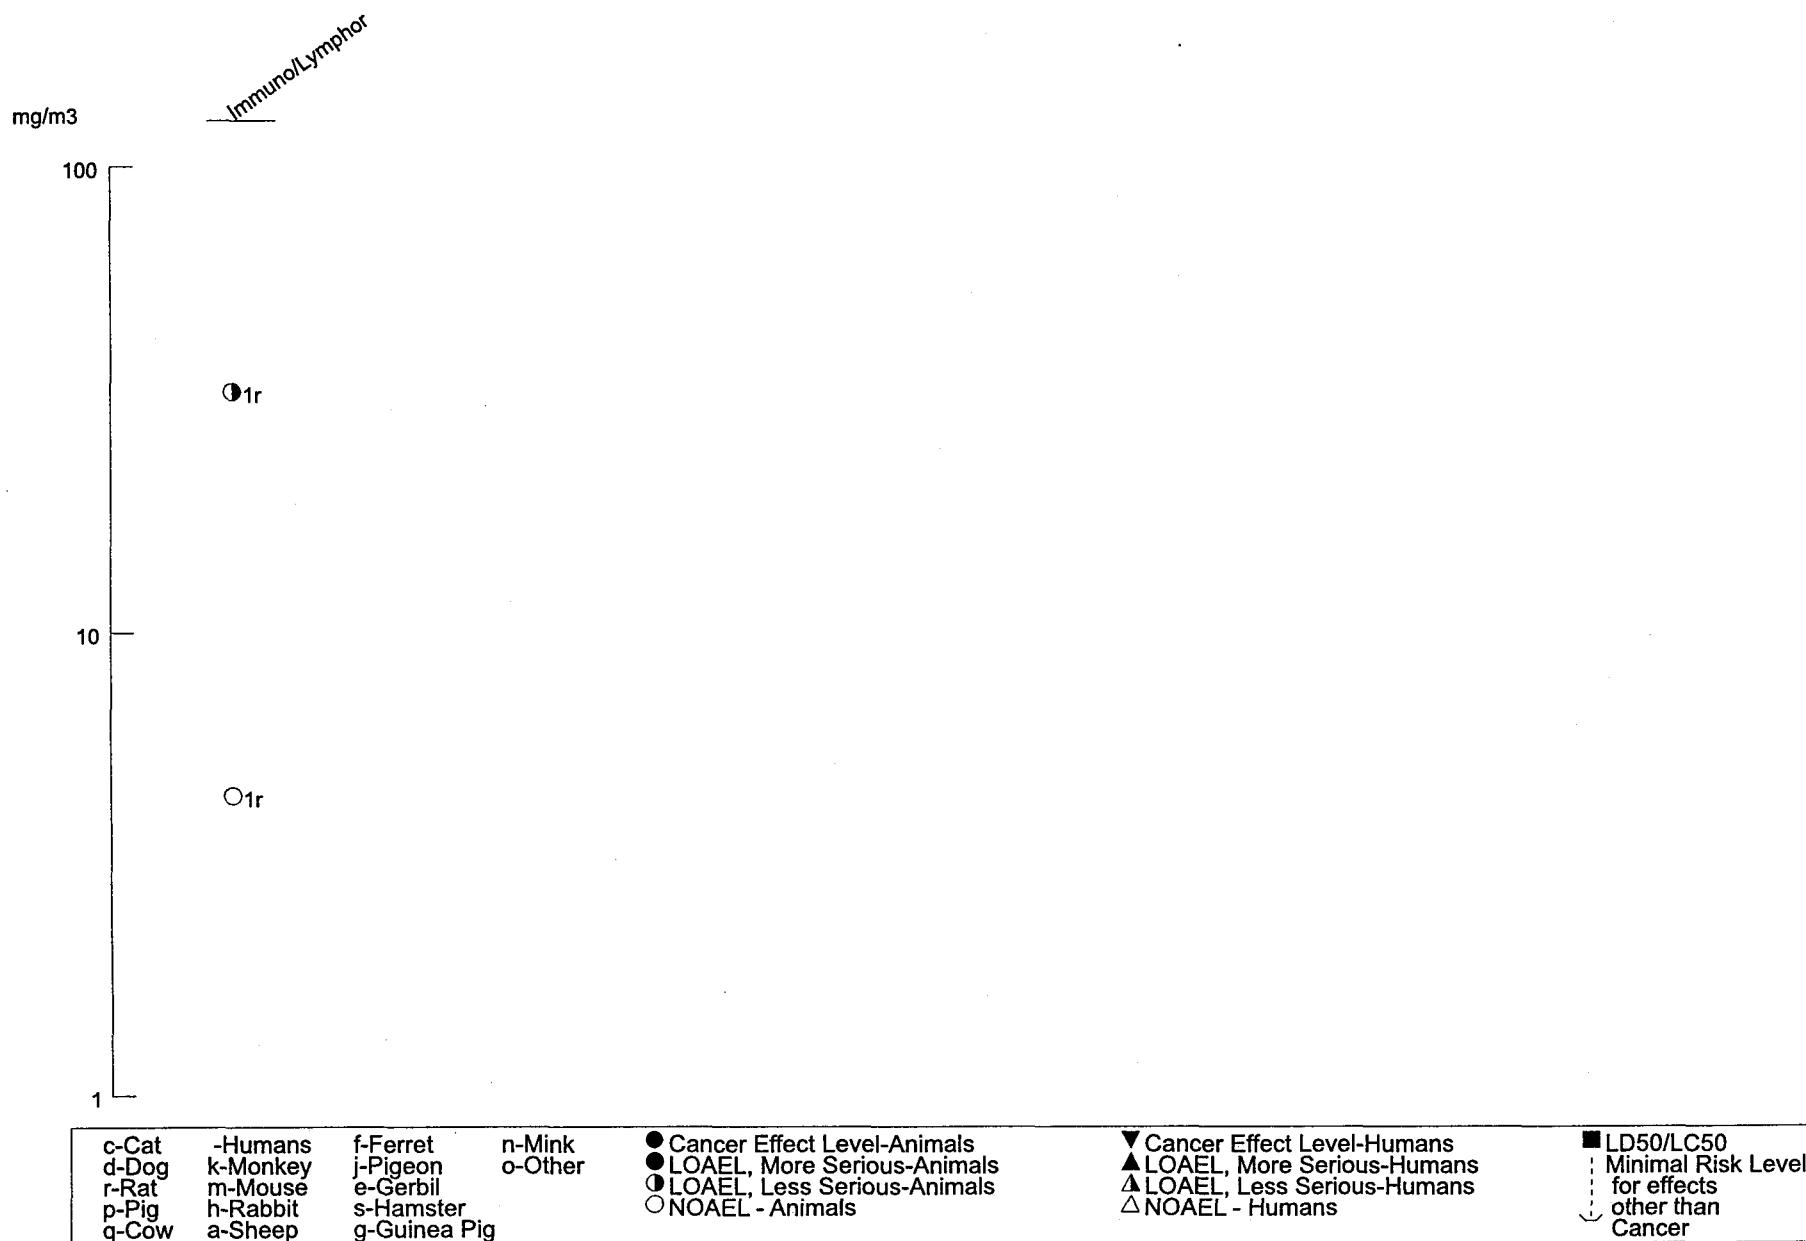 Immuno/Lymphor
mg/m3
100
1r
10
1r
1
c-Cat -Humans f-Ferret n-Mink Cancer Effect Level-Animals Cancer Effect Level-Humans LD50/LC50
d-Dog k-Monkey j-Pigeon o-Other LOAEL, More Serious-Animals LOAEL, More Serious-Humans Minimal Risk Level
r-Rat m-Mouse e-Gerbil LOAEL, Less Serious-Animals LOAEL, Less Serious-Humans for effects
p-Pig h-Rabbit s-Hamster NOAEL - Animals NOAEL - Humans other than
q-Cow a-Sheep g-Guinea Pig Cancer